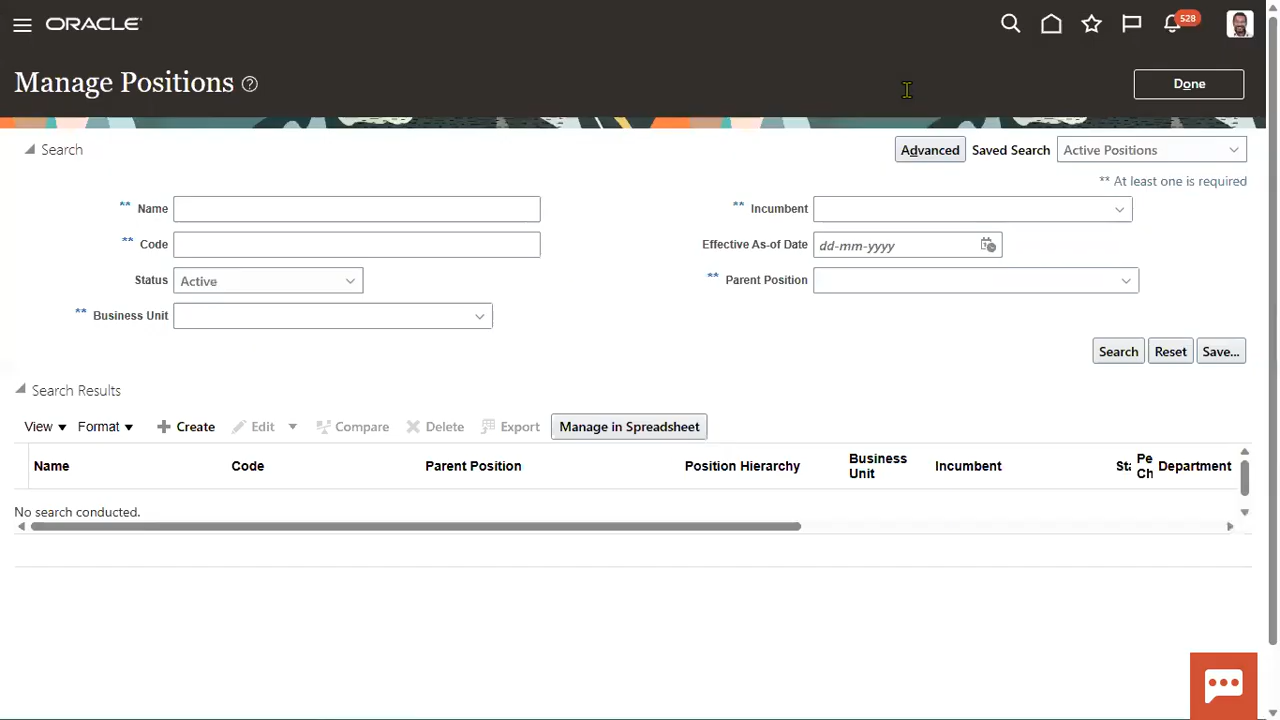 ORACLE
528
Manage Positions
Done
Search
Advanced Saved Search Active Positions
** At least one is required
** Name
** Incumbent
** Code
Effective As-of Date dd-mm-yyyy
Status Active
** Parent Position
** Business Unit
Search Reset Save...
Search Results
View Format Create Edit Compare Delete Export Manage in Spreadsheet
Name Code Parent Position Position Hierarchy Business Unit Incumbent Sta Pe Ch Department
No search conducted.